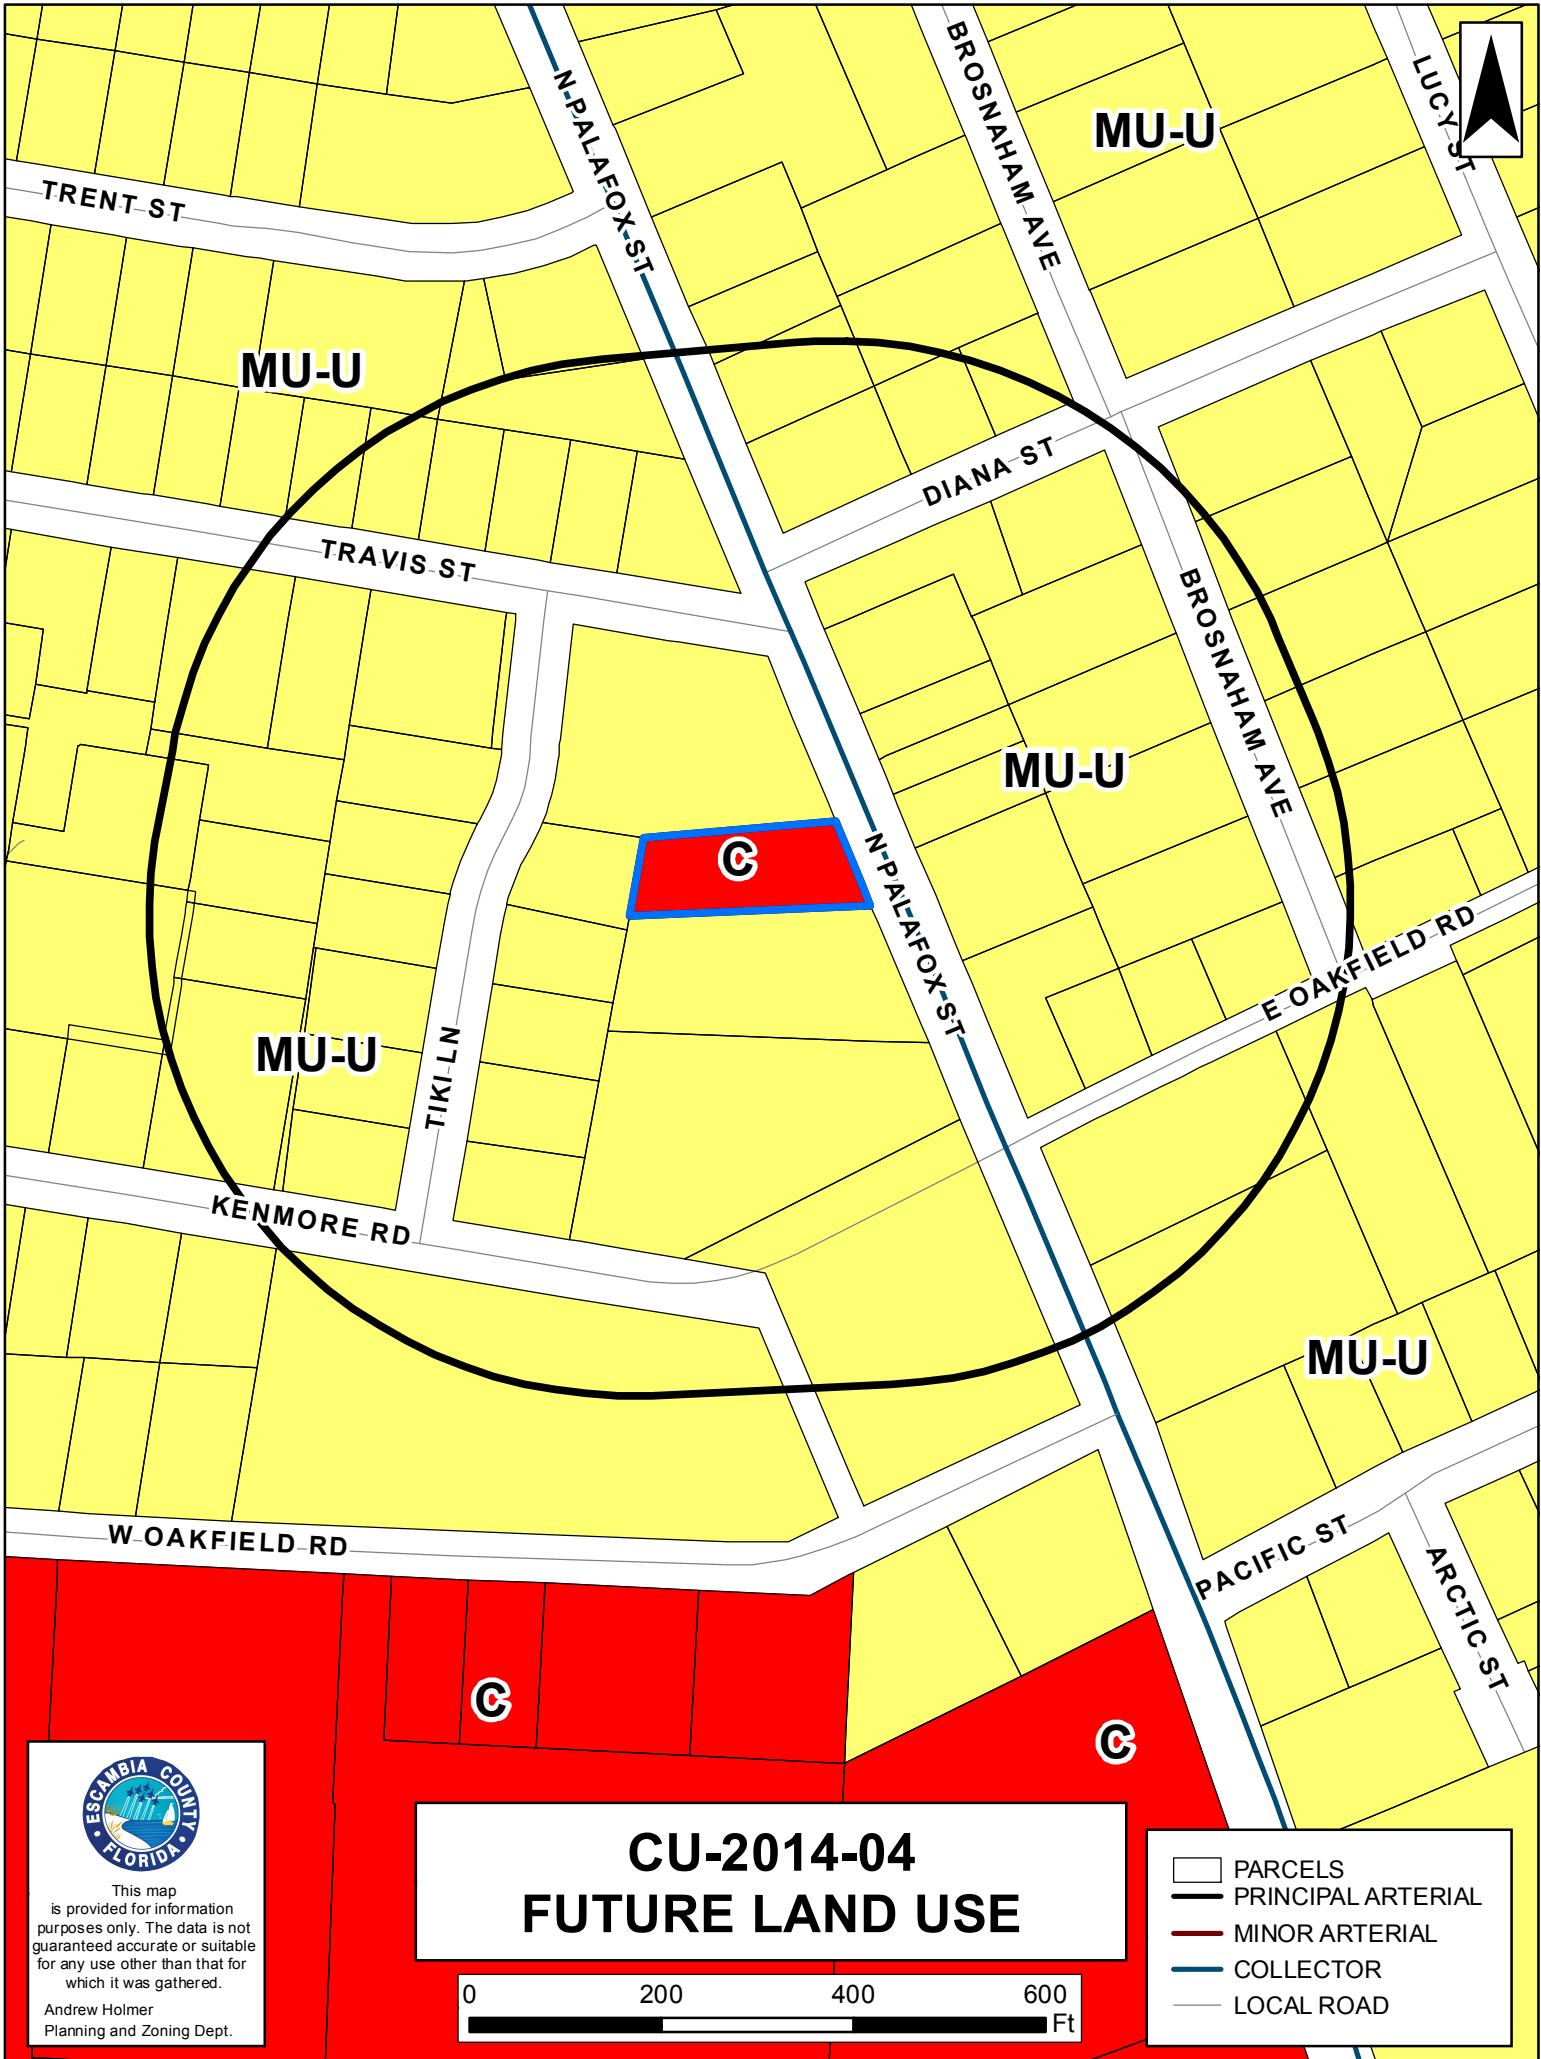 BROSNAHAM AVE
LUCY ST
N PALAFOX ST
MU-U
TRENT ST
MU-U
DIANA ST
TRAVIS ST
BROSNAHAM AVE
MU-U
C
N PALAFOX ST
E OAKFIELD RD
MU-U
TIKI LN
KENMORE RD
MU-U
W OAKFIELD RD
PACIFIC ST
ARCTIC ST
C
C
ESCAMBIA COUNTY
FLORIDA
This map
is provided for information
purposes only. The data is not
guaranteed accurate or suitable
for any use other than that for
which it was gathered.
Andrew Holmer
Planning and Zoning Dept.
CU-2014-04
FUTURE LAND USE
0 200 400 600
Ft
PARCELS
PRINCIPAL ARTERIAL
MINOR ARTERIAL
COLLECTOR
LOCAL ROAD